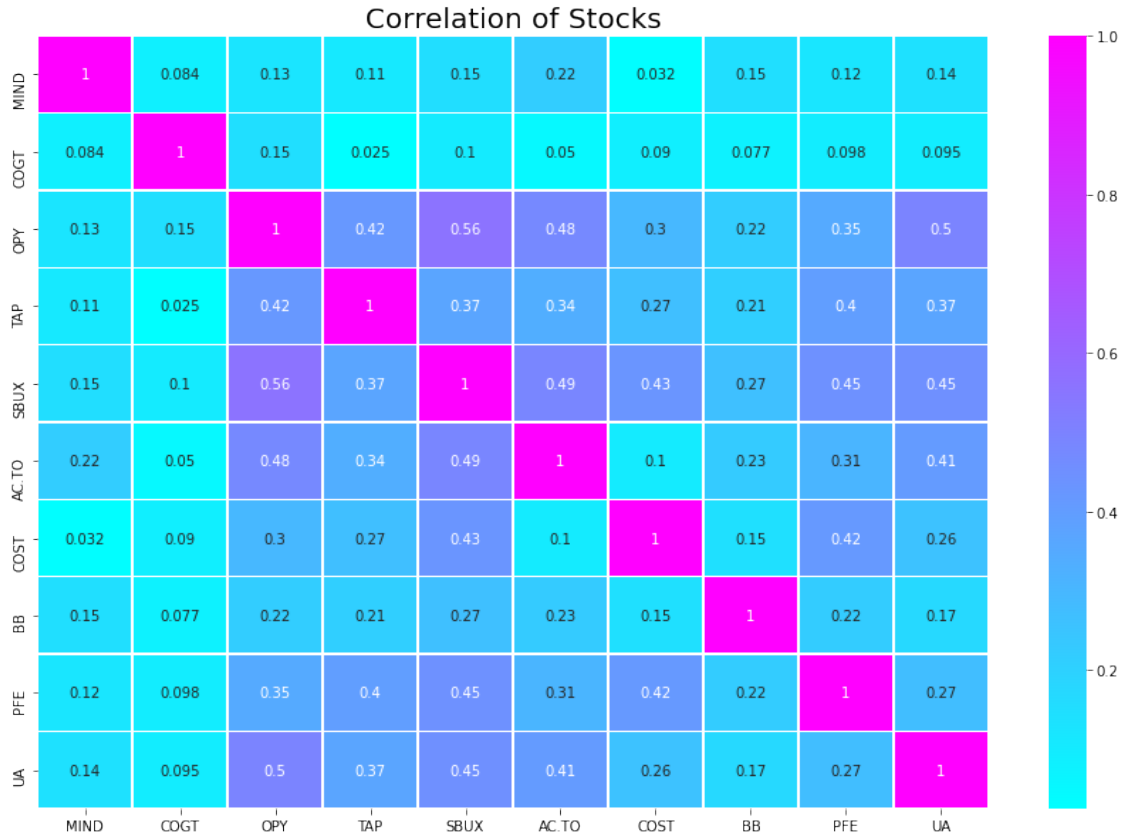 Correlation of Stocks
MIND 1 0.084 0.13 0.11 0.15 0.22 0.032 0.15 0.12 0.14
COGT 0.084 1 0.15 0.025 0.1 0.05 0.09 0.077 0.098 0.095
OPY 0.13 0.15 1 0.42 0.56 0.48 0.3 0.22 0.35 0.5
TAP 0.11 0.025 0.42 1 0.37 0.34 0.27 0.21 0.4 0.37
SBUX 0.15 0.1 0.56 0.37 1 0.49 0.43 0.27 0.45 0.45
AC.TO 0.22 0.05 0.48 0.34 0.49 1 0.1 0.23 0.31 0.41
COST 0.032 0.09 0.3 0.27 0.43 0.1 1 0.15 0.42 0.26
BB 0.15 0.077 0.22 0.21 0.27 0.23 0.15 1 0.22 0.17
PFE 0.12 0.098 0.35 0.4 0.45 0.31 0.42 0.22 1 0.27
UA 0.14 0.095 0.5 0.37 0.45 0.41 0.26 0.17 0.27 1
MIND COGT OPY TAP SBUX AC.TO COST BB PFE UA
1.0
0.8
0.6
0.4
0.2